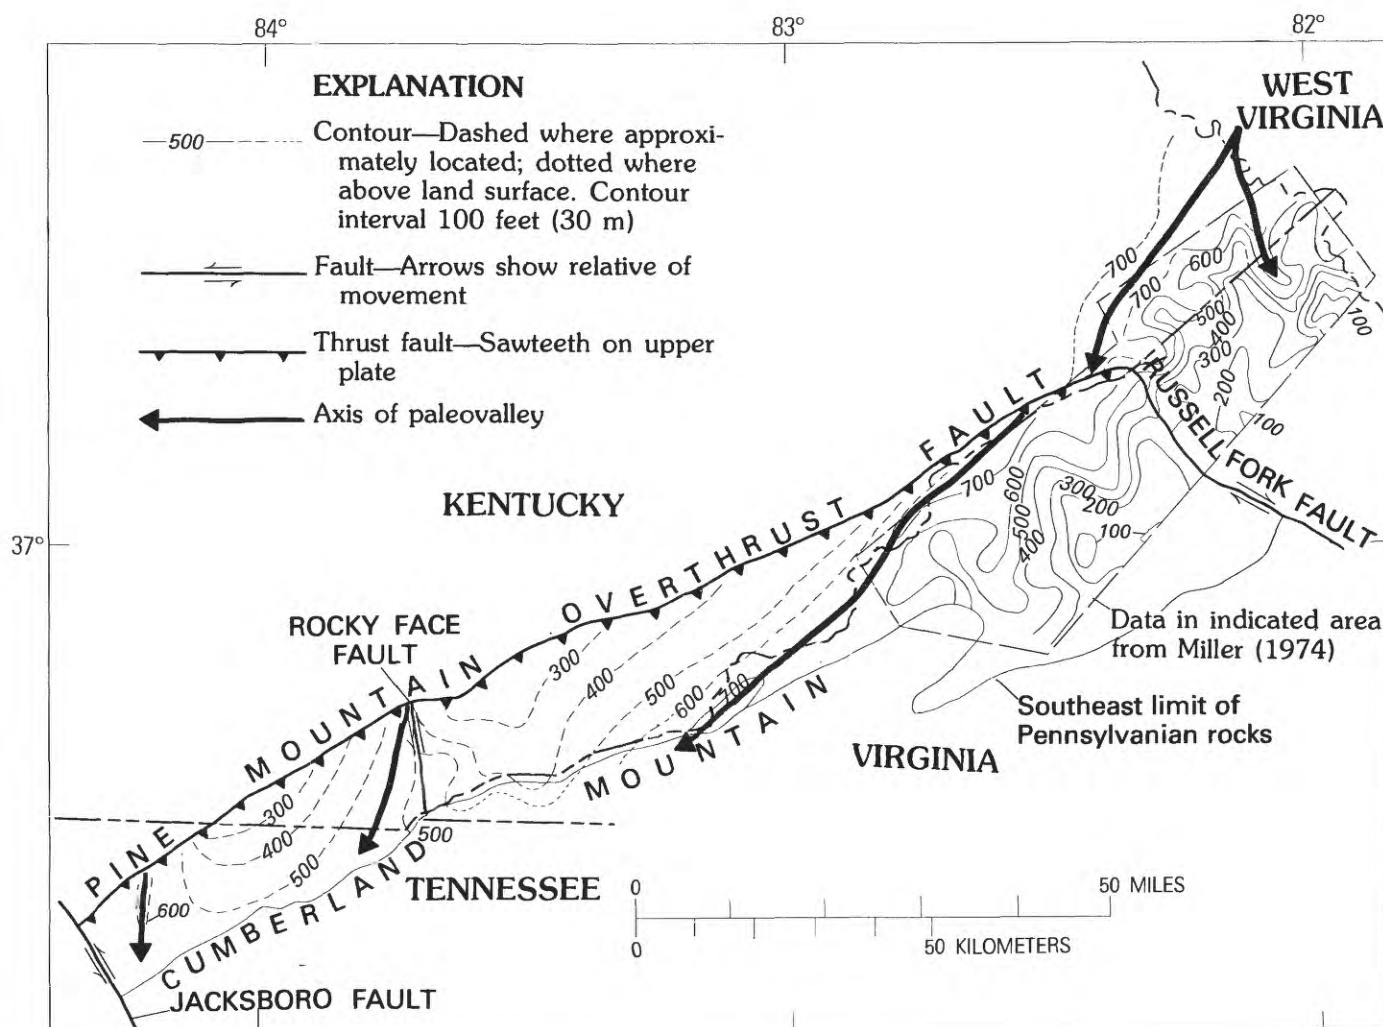 84°
83°
82°
EXPLANATION
500
Contour—Dashed where approxi-
mately located; dotted where
above land surface. Contour
interval 100 feet (30 m)
Fault—Arrows show relative of
movement
Thrust fault—Sawteeth on upper
plate
Axis of paleovalley
WEST
VIRGINIA
700
700
600
500
400
300
200
100
100
RUSSELL FORK FAULT
KENTUCKY
37°
PINE MOUNTAIN OVERTHRUST FAULT
700
600
500
400
300
200
100
ROCKY FACE
FAULT
300
400
500
600
700
Data in indicated area
from Miller (1974)
Southeast limit of
Pennsylvanian rocks
VIRGINIA
CUMBERLAND MOUNTAIN
300
400
500
500
600
TENNESSEE
0 50 MILES
0 50 KILOMETERS
JACKSBORO FAULT